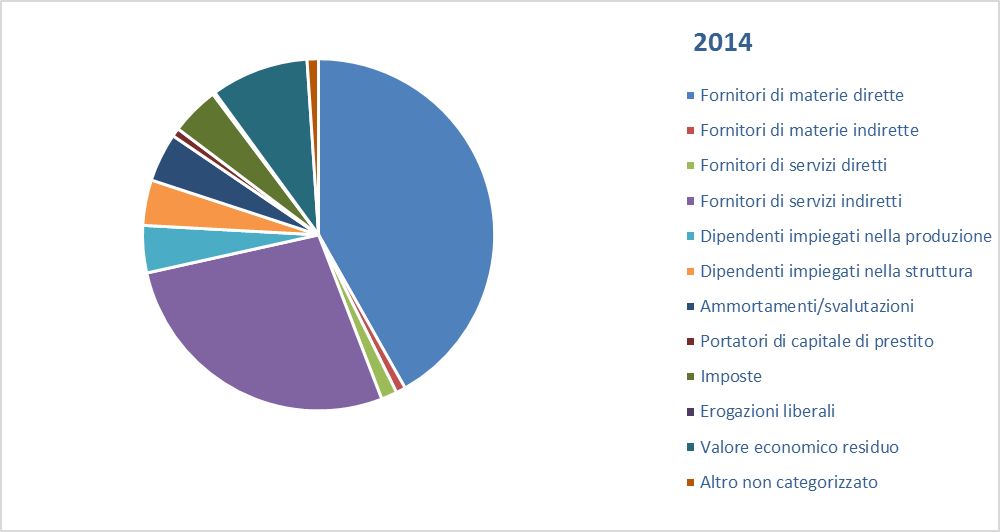 2014
Fornitori di materie dirette
Fornitori di materie indirette
Fornitori di servizi diretti
Fornitori di servizi indiretti
Dipendenti impiegati nella produzione
Dipendenti impiegati nella struttura
Ammortamenti/svalutazioni
Portatori di capitale di prestito
Imposte
Erogazioni liberali
Valore economico residuo
Altro non categorizzato